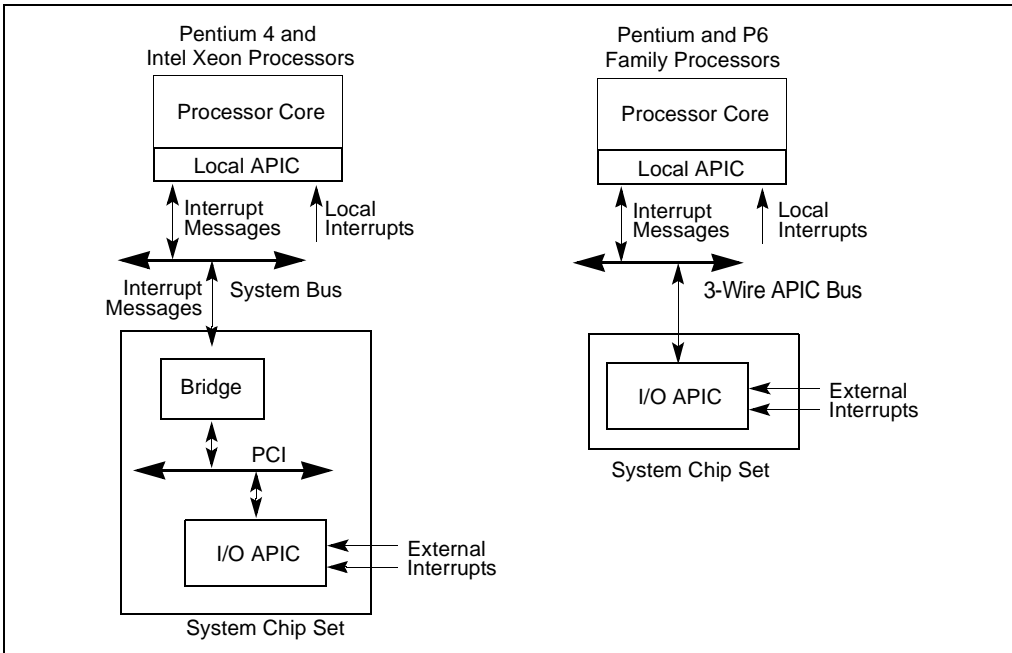 Pentium 4 and
Intel Xeon Processors
Processor Core
Local APIC
Interrupt
Messages
Local
Interrupts
Interrupt
Messages
System Bus
Bridge
PCI
I/O APIC
External
Interrupts
System Chip Set
Pentium and P6
Family Processors
Processor Core
Local APIC
Interrupt
Messages
Local
Interrupts
3-Wire APIC Bus
I/O APIC
External
Interrupts
System Chip Set